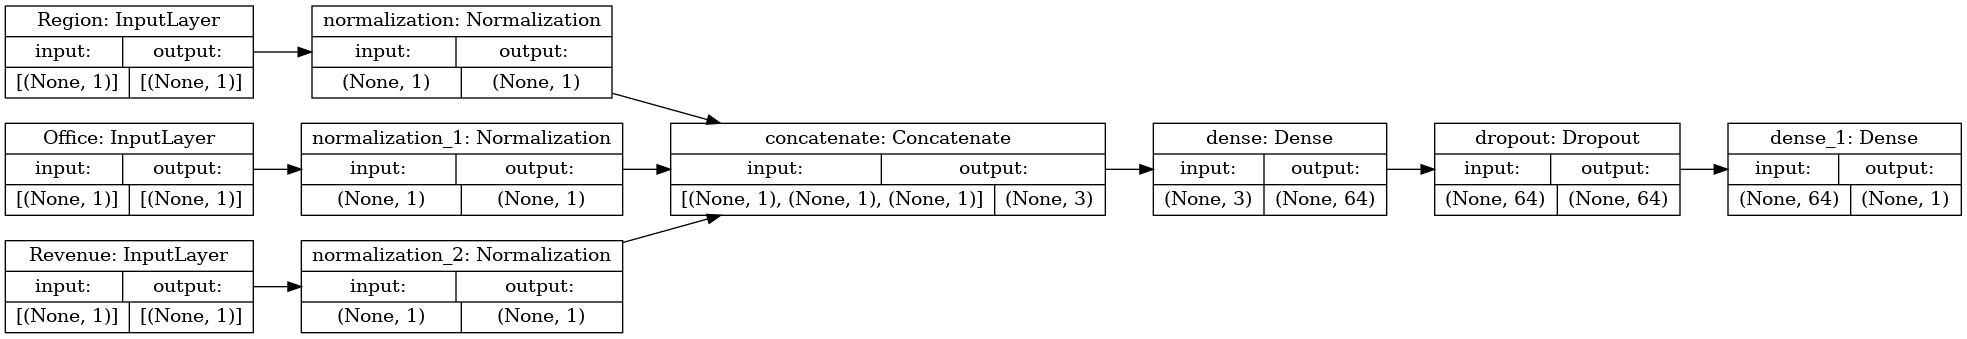 Region: InputLayer
input: output:
[(None, 1)] [(None, 1)]
normalization: Normalization
input: output:
(None, 1) (None, 1)
Office: InputLayer
input: output:
[(None, 1)] [(None, 1)]
normalization_1: Normalization
input: output:
(None, 1) (None, 1)
Revenue: InputLayer
input: output:
[(None, 1)] [(None, 1)]
normalization_2: Normalization
input: output:
(None, 1) (None, 1)
concatenate: Concatenate
input: output:
[(None, 1), (None, 1), (None, 1)] (None, 3)
dense: Dense
input: output:
(None, 3) (None, 64)
dropout: Dropout
input: output:
(None, 64) (None, 64)
dense_1: Dense
input: output:
(None, 64) (None, 1)